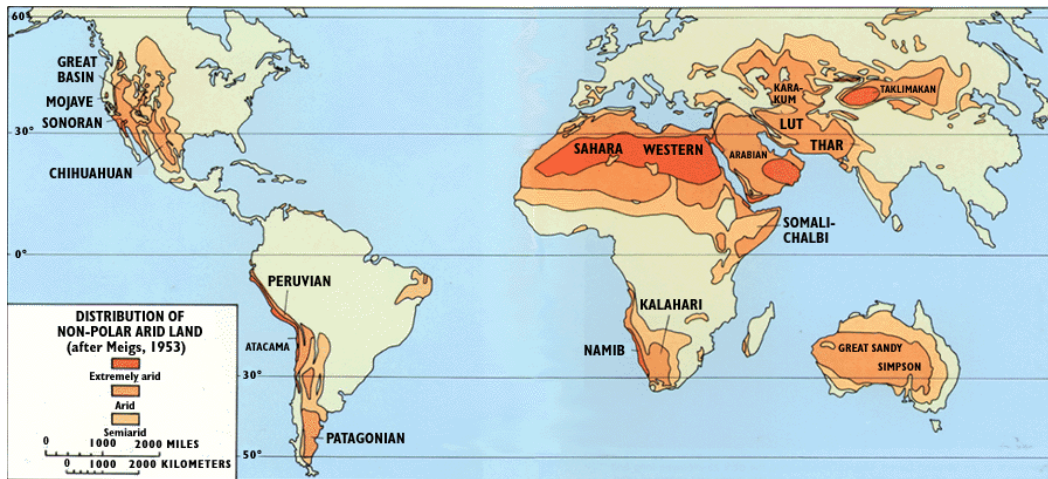 60°
GREAT
BASIN
MOJAVE
SONORAN
30°
CHIHUAHUAN
KARA-
KUM
TAKLIMAKAN
LUT
THAR
SAHARA WESTERN
ARABIAN
SOMALI-
CHALBI
0°
0°
PERUVIAN
KALAHARI
ATACAMA
NAMIB
GREAT SANDY
SIMPSON
30°
30°
PATAGONIAN
50°
DISTRIBUTION OF
NON-POLAR ARID LAND
(after Meigs, 1953)
Extremely arid
Arid
Semiarid
0 1000 2000 MILES
0 1000 2000 KILOMETERS